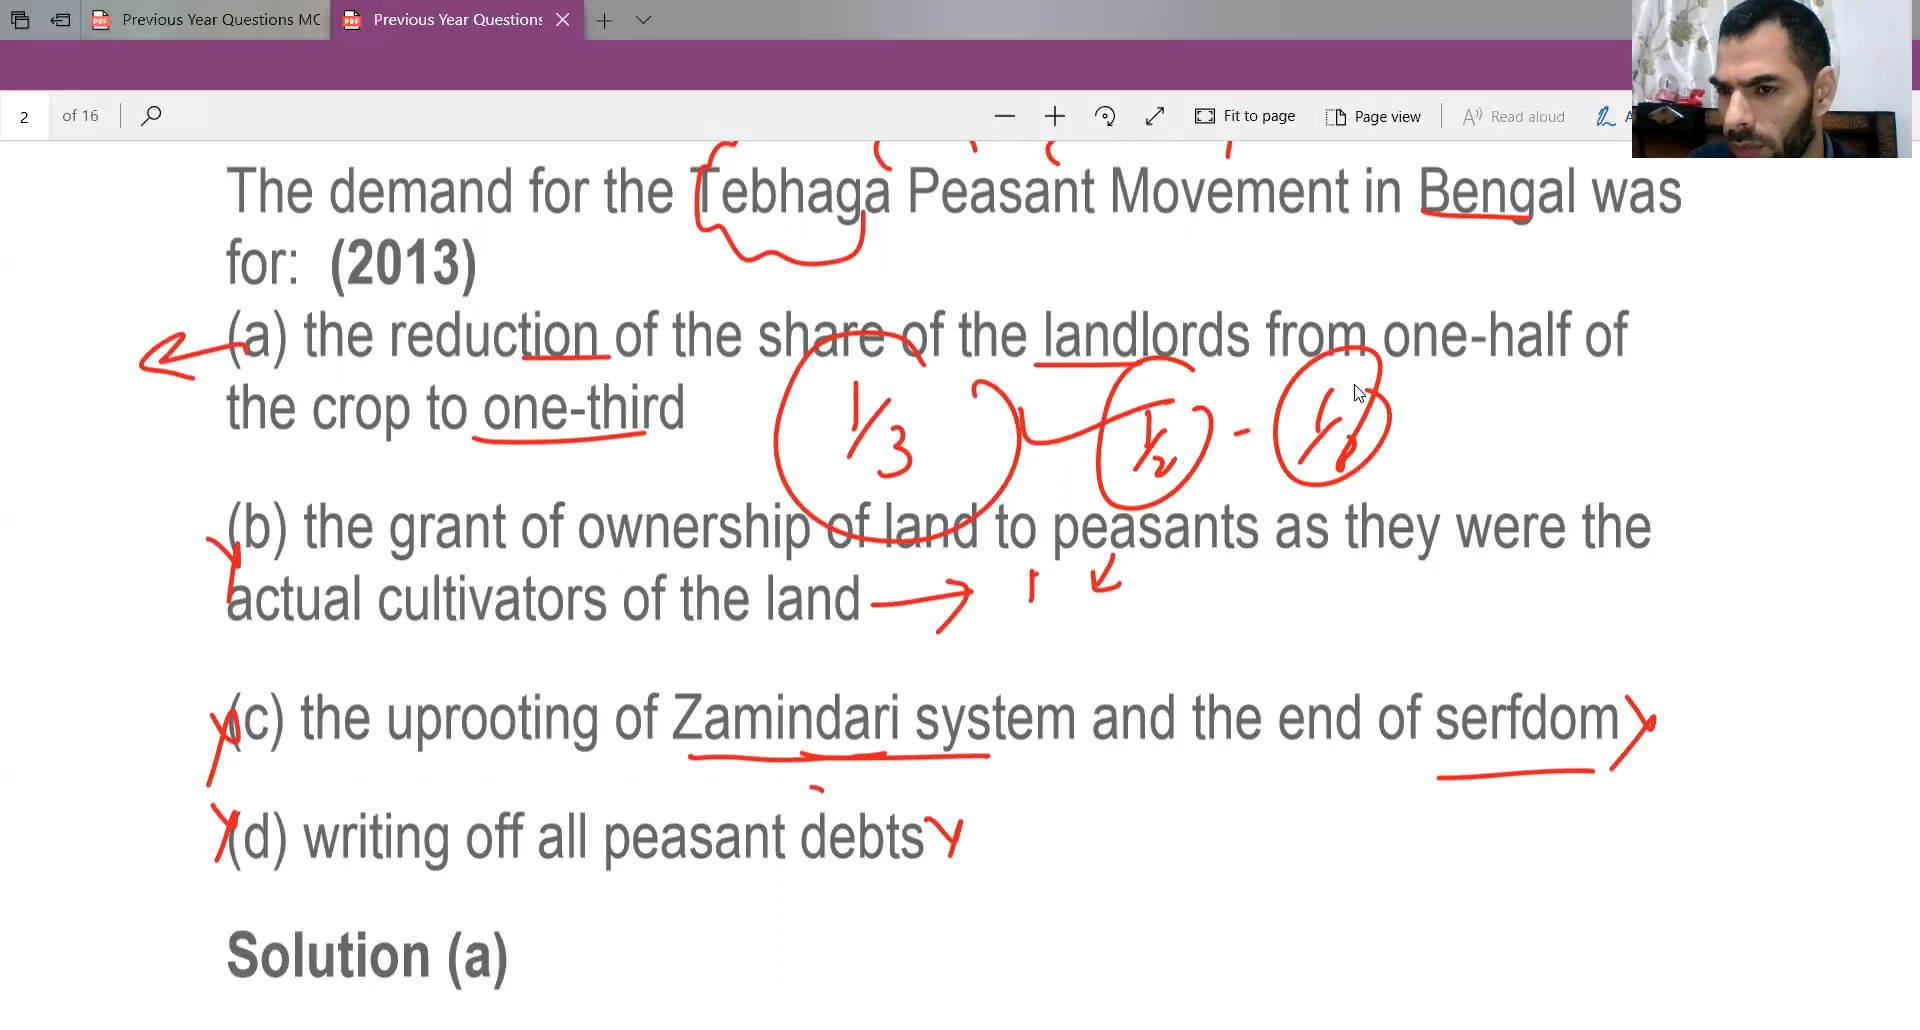 Previous Year Questions MC
Previous Year Questions
2 of 16
Fit to page
Page view
Read aloud
The demand for the Tebhaga Peasant Movement in Bengal was
for: (2013)
(a) the reduction of the share of the landlords from one-half of
the crop to one-third
1/3
1/2 -
(b) the grant of ownership of land to peasants as they were the
actual cultivators of the land
(c) the uprooting of Zamindari system and the end of serfdom
(d) writing off all peasant debts
Solution (a)